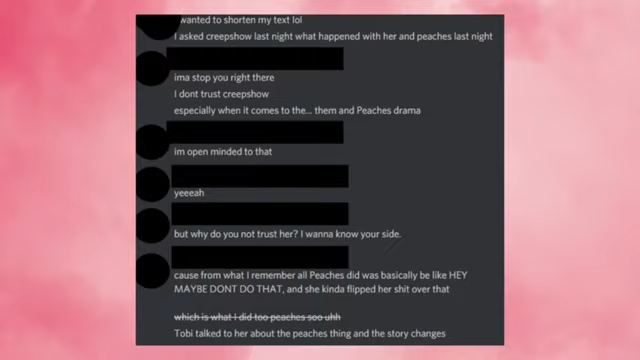 wanted to shorten my text lol
I asked creepshow last night what happened with her and peaches last night
ima stop you right there
I dont trust creepshow
especially when it comes to the... them and Peaches drama
im open minded to that
yeeeah
but why do you not trust her? I wanna know your side.
cause from what I remember all Peaches did was basically be like HEY
MAYBE DONT DO THAT, and she kinda flipped her shit over that
which is what i did too peaches soo uhh
Tobi talked to her about the peaches thing and the story changes